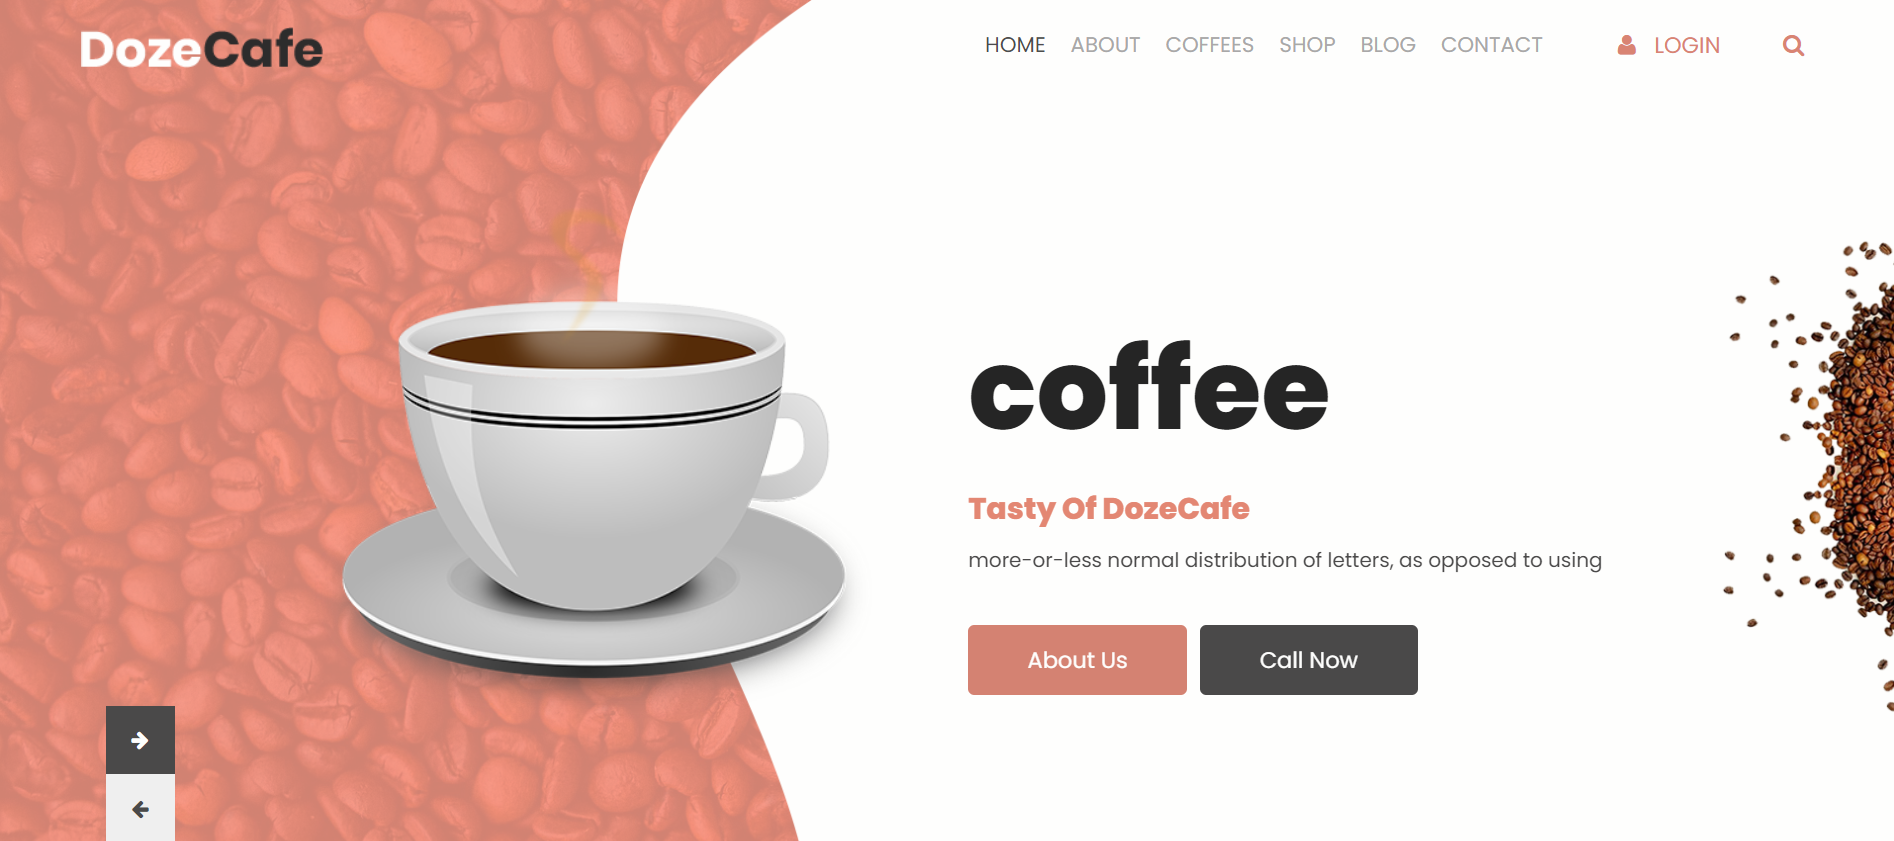 DozeCafe
HOME ABOUT COFFEES SHOP BLOG CONTACT LOGIN
coffee
Tasty Of DozeCafe
more-or-less normal distribution of letters, as opposed to using
About Us Call Now